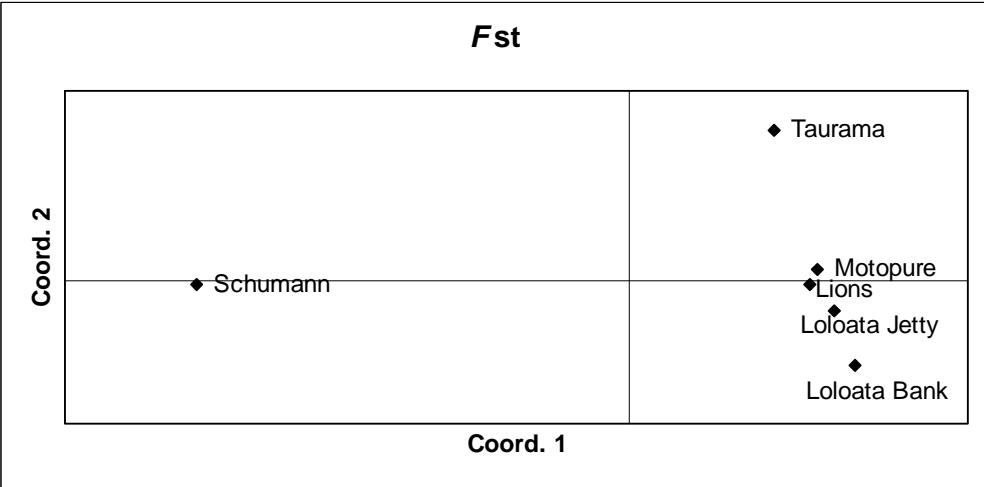 Fst
Taurama
Motopure
Lions
Schumann
Loloata Jetty
Loloata Bank
Coord. 2
Coord. 1